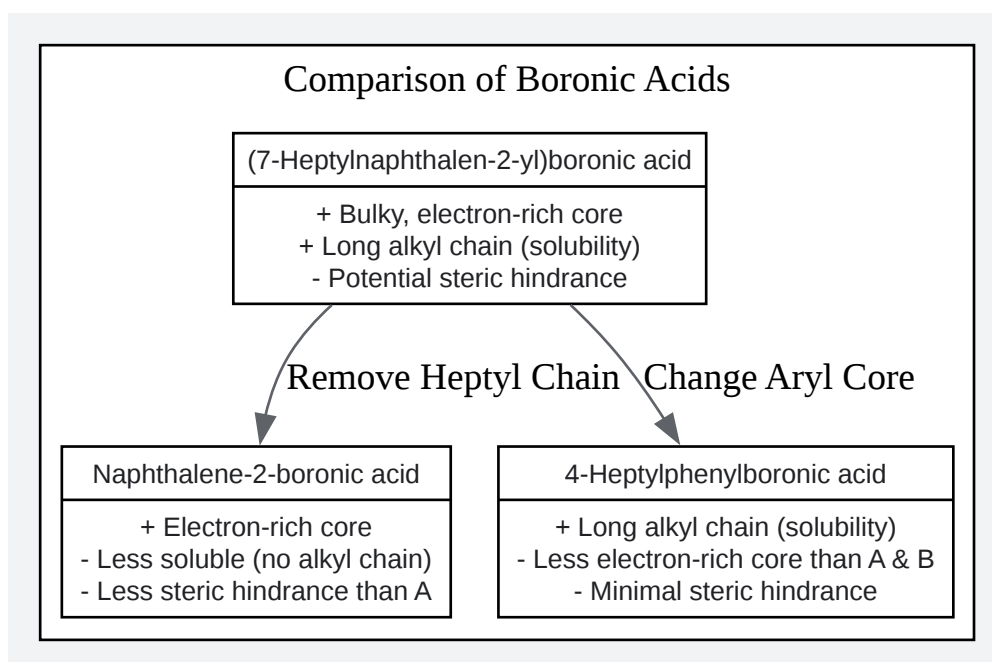 Comparison of Boronic Acids
(7-Heptylnaphthalen-2-yl)boronic acid
+ Bulky, electron-rich core
+ Long alkyl chain (solubility)
- Potential steric hindrance
Remove Heptyl Chain
Change Aryl Core
Naphthalene-2-boronic acid
+ Electron-rich core
- Less soluble (no alkyl chain)
- Less steric hindrance than A
4-Heptylphenylboronic acid
+ Long alkyl chain (solubility)
- Less electron-rich core than A & B
- Minimal steric hindrance